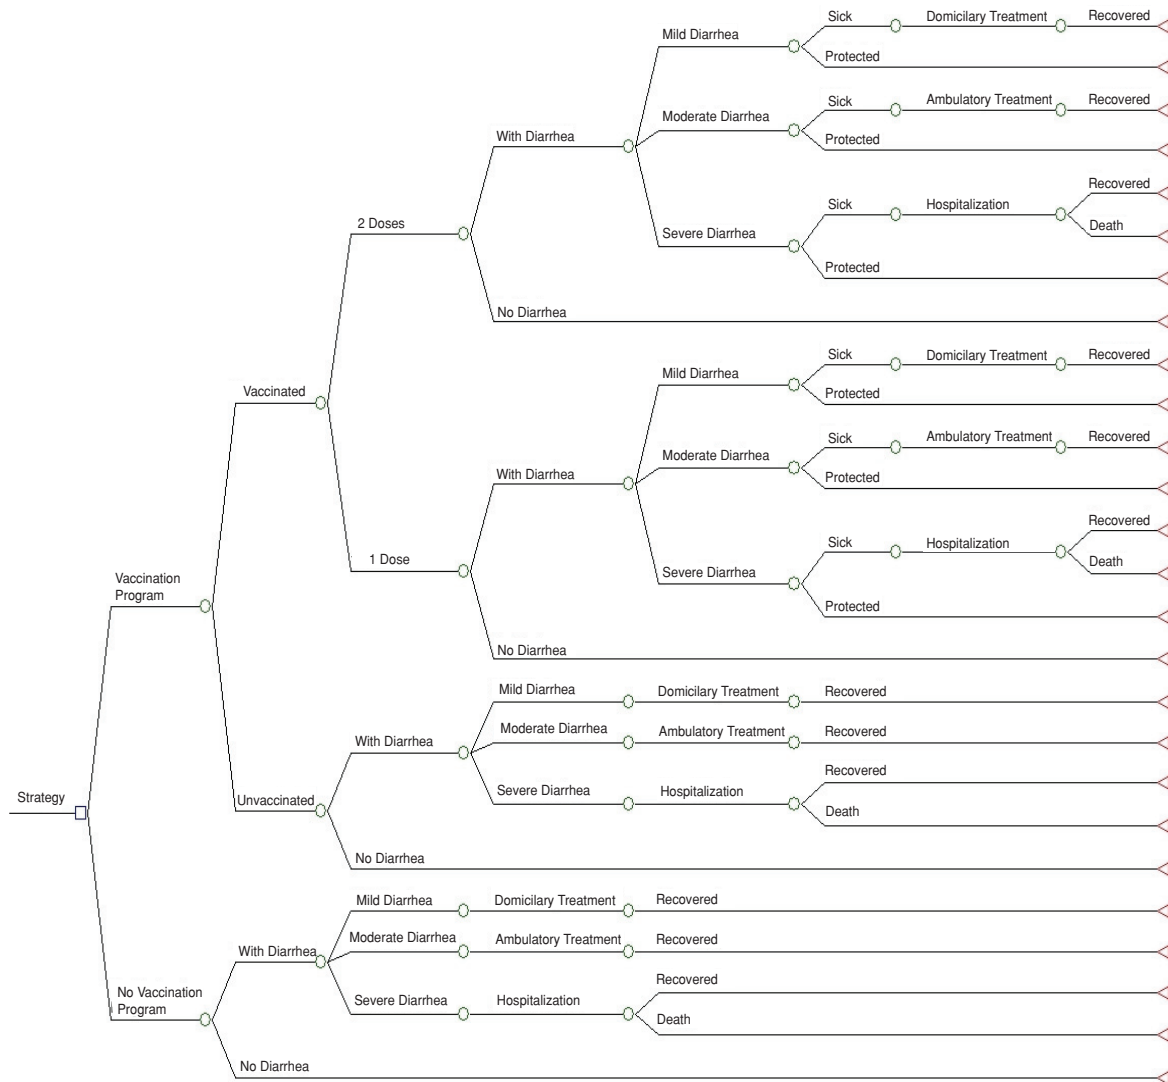 Sick Domicilary Treatment Recovered
Mild Diarrhea
Protected
Sick Ambulatory Treatment Recovered
Moderate Diarrhea
Protected
With Diarrhea
Recovered
Sick Hospitalization
Death
2 Doses
Severe Diarrhea
Protected
No Diarrhea
Sick Domicilary Treatment Recovered
Mild Diarrhea
Protected
Vaccinated
Sick Ambulatory Treatment Recovered
Moderate Diarrhea
Protected
With Diarrhea
Recovered
Sick Hospitalization
Death
1 Dose
Severe Diarrhea
Vaccination
Program
Protected
No Diarrhea
Mild Diarrhea Domicilary Treatment Recovered
Moderate Diarrhea Ambulatory Treatment Recovered
With Diarrhea
Recovered
Severe Diarrhea Hospitalization
Strategy
Unvaccinated
Death
No Diarrhea
Mild Diarrhea Domicilary Treatment Recovered
Moderate Diarrhea Ambulatory Treatment Recovered
With Diarrhea
Recovered
No Vaccination
Program
Severe Diarrhea Hospitalization
Death
No Diarrhea